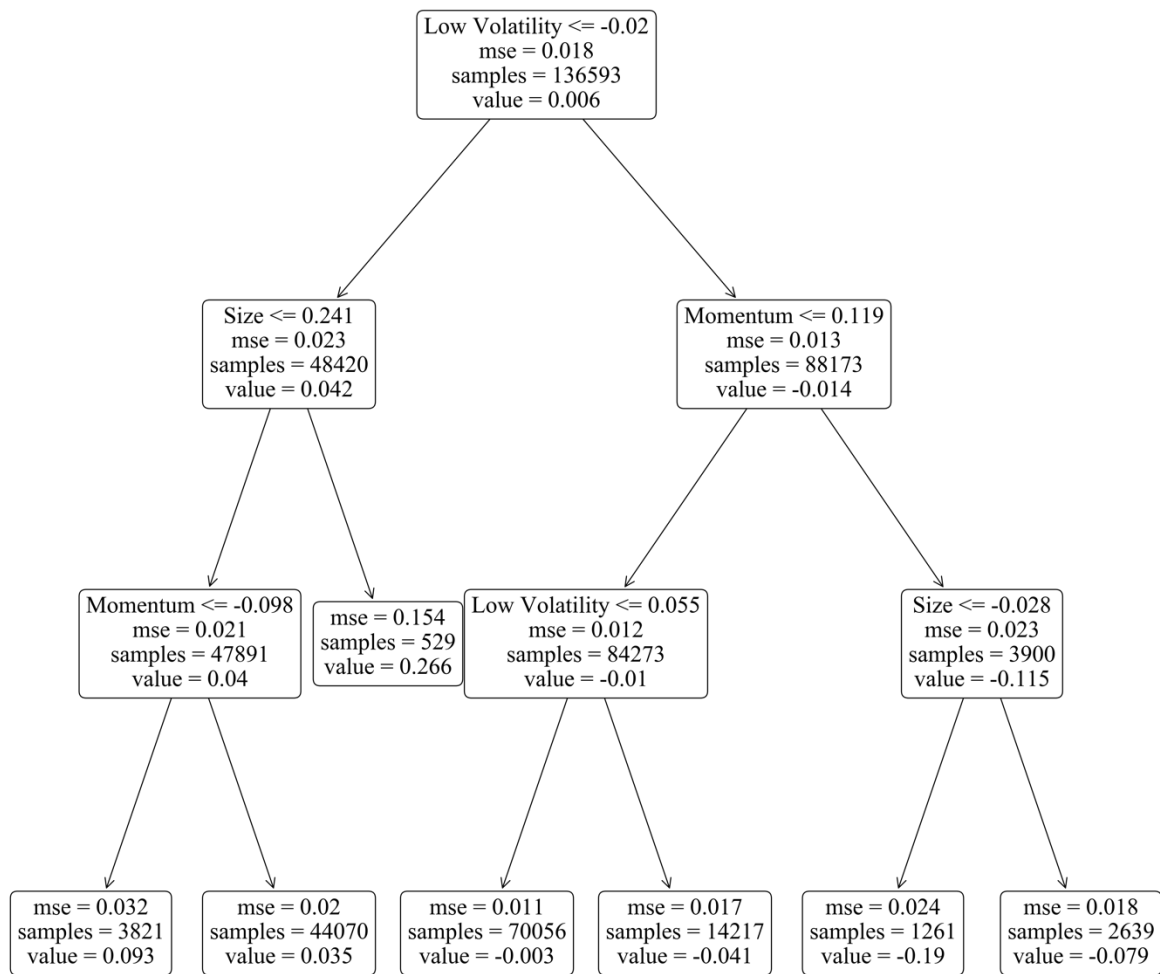 Low Volatility <= -0.02
mse = 0.018
samples = 136593
value = 0.006
Size <= 0.241
mse = 0.023
samples = 48420
value = 0.042
Momentum <= 0.119
mse = 0.013
samples = 88173
value = -0.014
Momentum <= -0.098
mse = 0.021
samples = 47891
value = 0.04
mse = 0.154
samples = 529
value = 0.266
Low Volatility <= 0.055
mse = 0.012
samples = 84273
value = -0.01
Size <= -0.028
mse = 0.023
samples = 3900
value = -0.115
mse = 0.032
samples = 3821
value = 0.093
mse = 0.02
samples = 44070
value = 0.035
mse = 0.011
samples = 70056
value = -0.003
mse = 0.017
samples = 14217
value = -0.041
mse = 0.024
samples = 1261
value = -0.19
mse = 0.018
samples = 2639
value = -0.079